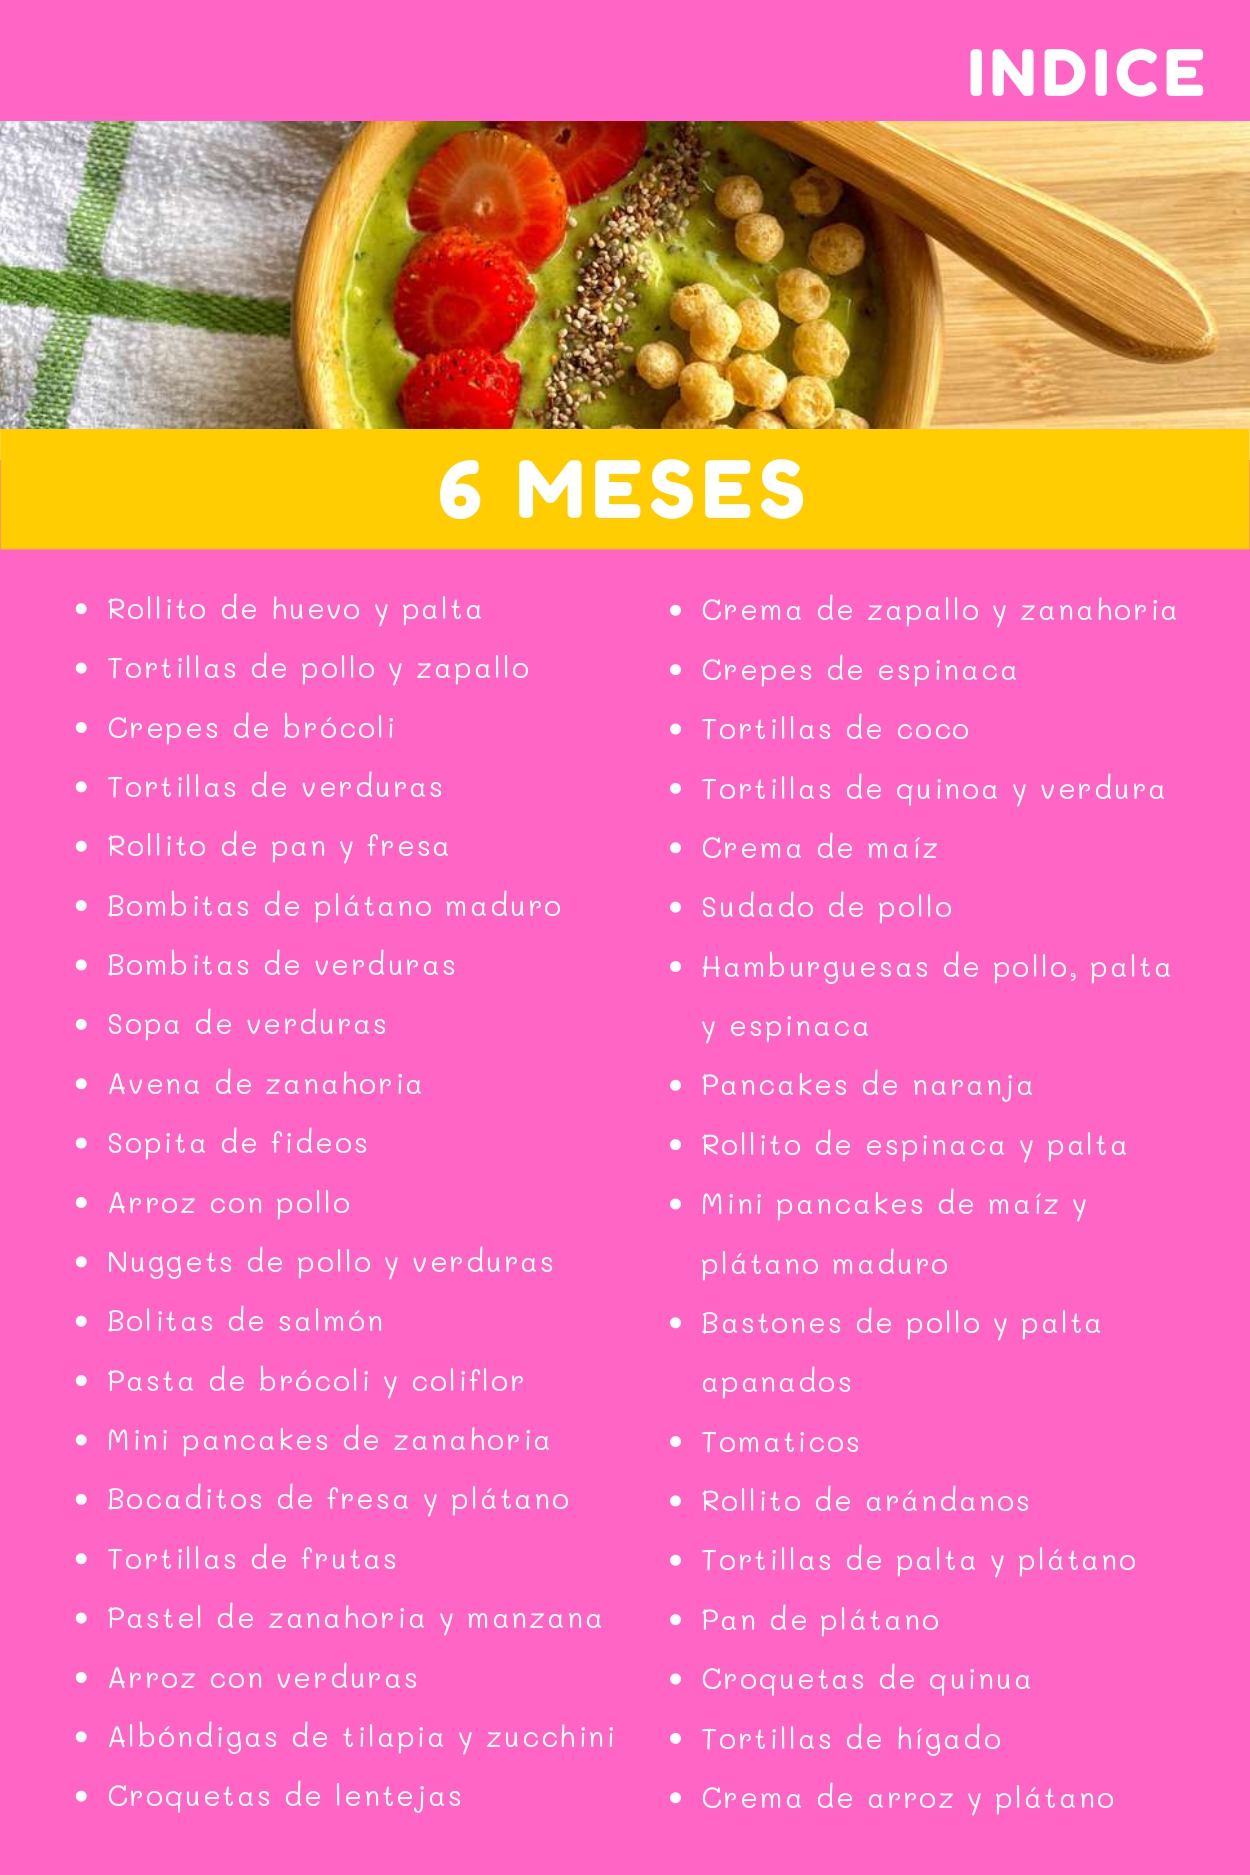 INDICE
6 MESES
• Rollito de huevo y palta
• Tortillas de pollo y zapallo
• Crepes de brócoli
• Tortillas de verduras
• Rollito de pan y fresa
• Bombitas de plátano maduro
• Bombitas de verduras
• Sopa de verduras
• Avena de zanahoria
• Sopita de fideos
• Arroz con pollo
• Nuggets de pollo y verduras
• Bolitas de salmón
• Pasta de brócoli y coliflor
• Mini pancakes de zanahoria
• Bocaditos de fresa y plátano
• Tortillas de frutas
• Pastel de zanahoria y manzana
• Arroz con verduras
• Albóndigas de tilapia y zucchini
• Croquetas de lentejas
• Crema de zapallo y zanahoria
• Crepes de espinaca
• Tortillas de coco
• Tortillas de quinoa y verdura
• Crema de maíz
• Sudado de pollo
• Hamburguesas de pollo, palta
y espinaca
• Pancakes de naranja
• Rollito de espinaca y palta
• Mini pancakes de maíz y
plátano maduro
• Bastones de pollo y palta
apanados
• Tomaticos
• Rollito de arándanos
• Tortillas de palta y plátano
• Pan de plátano
• Croquetas de quinua
• Tortillas de hígado
• Crema de arroz y plátano